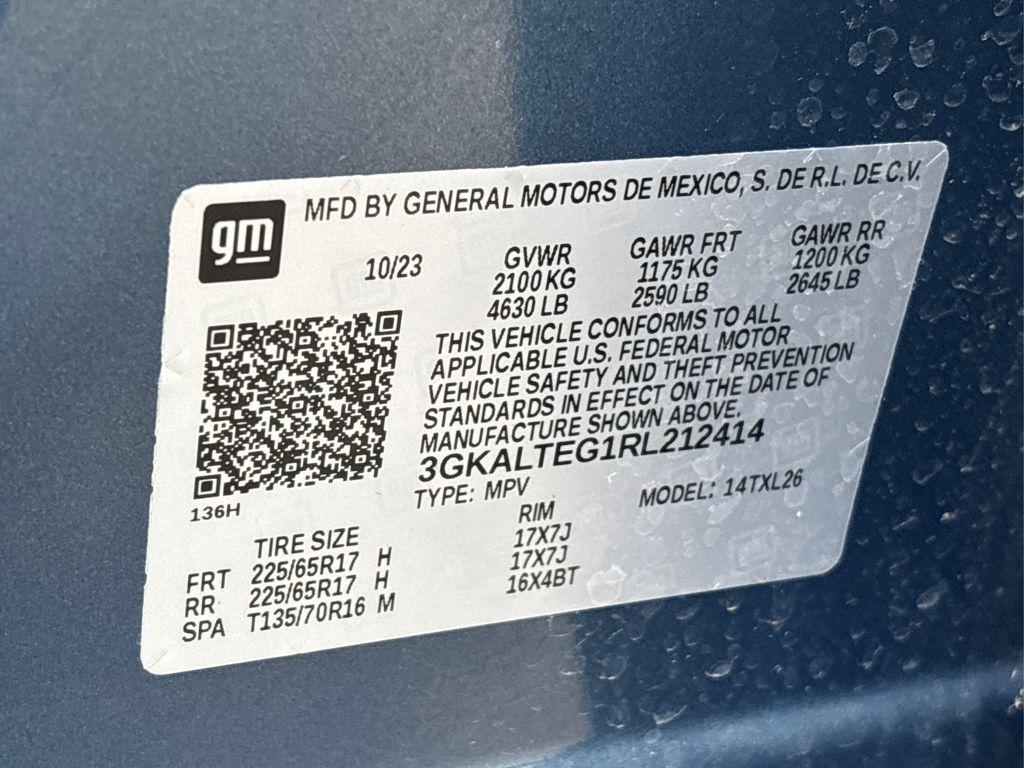 gm
MFD BY GENERAL MOTORS DE MEXICO, S. DE R.L. DE C.V.
10/23 GVWR GAWR FRT GAWR RR
2100 KG 1175 KG 1200 KG
4630 LB 2590 LB 2645 LB
THIS VEHICLE CONFORMS TO ALL
APPLICABLE U.S. FEDERAL MOTOR
VEHICLE SAFETY AND THEFT PREVENTION
STANDARDS IN EFFECT ON THE DATE OF
MANUFACTURE SHOWN ABOVE.
3GKALTEG1RL212414
TYPE: MPV MODEL: 14TXL26
136H
TIRE SIZE RIM
FRT 225/65R17 H 17X7J
RR 225/65R17 H 17X7J
SPA T135/70R16 M 16X4BT